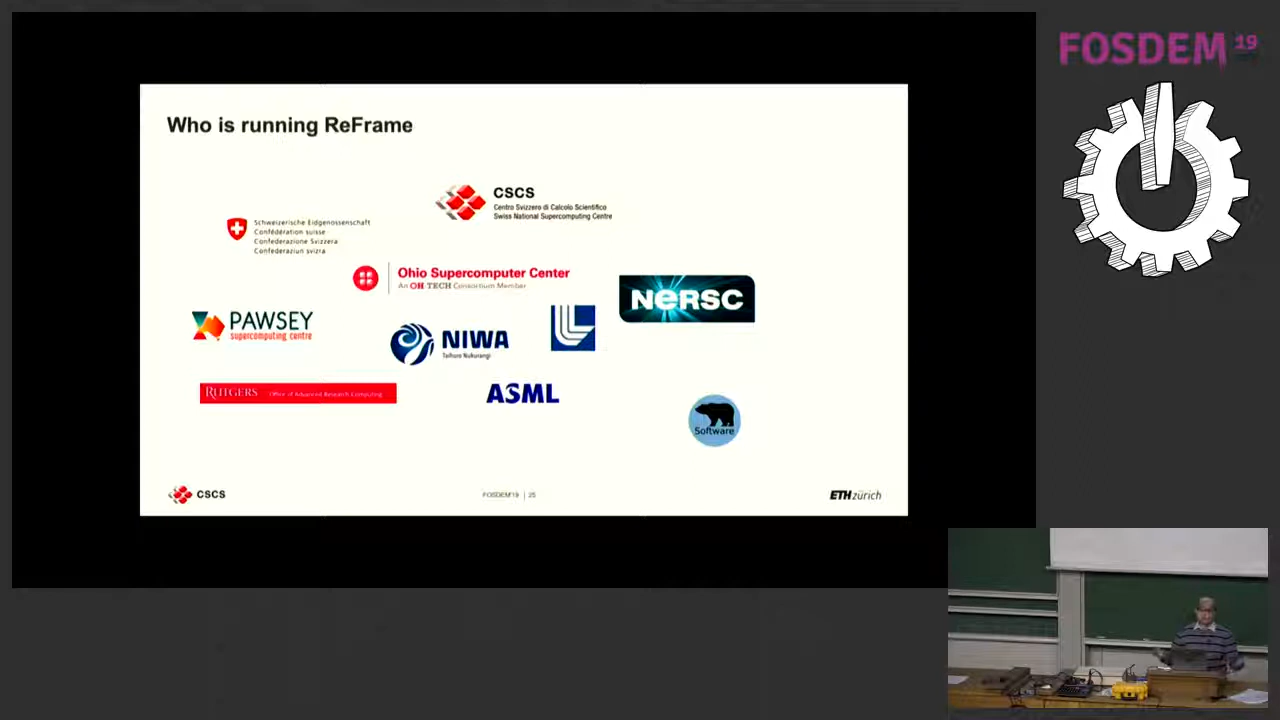 FOSDEM 19
Who is running ReFrame
CSCS
Centro Svizzero di Calcolo Scientifico
Swiss National Supercomputing Centre
Schweizerische Eidgenossenschaft
Confédération suisse
Confederazione Svizzera
Confederaziun svizra
Ohio Supercomputer Center
An OH TECH Consortium Member
NERSC
PAWSEY
supercomputing centre
NIWA
Taihoro Nukurangi
RUTGERS Office of Advanced Research Computing
ASML
Software
CSCS
FOSDEM'19 | 25
ETH zürich